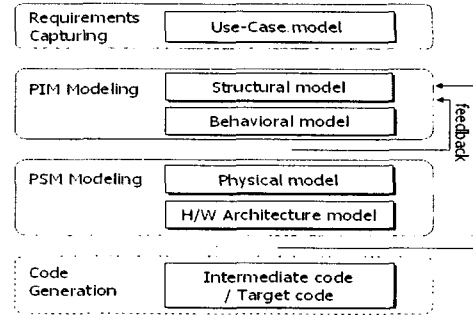 Requirements
Capturing
Use-Case model
PIM Modeling
Structural model
Behavioral model
feedback
PSM Modeling
Physical model
H/W Architecture model
Code
Generation
Intermediate code
/ Target code